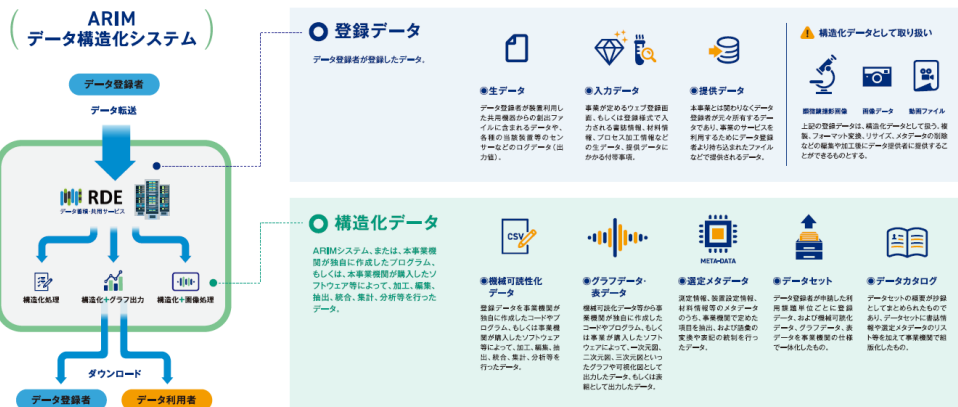 ARIM
データ構造化システム
データ登録者
データ転送
RDE
データ蓄積・共用サービス
構造化処理
構造化+グラフ出力
構造化+画像処理
ダウンロード
データ登録者
データ利用者
登録データ
データ登録者が登録したデータ。
◉生データ
データ登録者が装置利用し
た共用機器からの創出ファ
イルに含まれるデータや、
各種の当該装置等のセン
サーなどのログデータ(出
力値)。
◉入力データ
事業が定めるウェブ登録画
面、もしくは登録様式で入
力される書誌情報、材料情
報、プロセス加工情報など
の生データ、提供データに
かかる付帯事項。
◉提供データ
本事業とは関わりなくデータ
登録者が元々所有するデー
タであり、事業のサービスを
利用するためにデータ登録
者より持ち込まれたファイル
などで提供されるデータ。
構造化データとして取り扱い
顕微鏡撮影画像
画像データ
動画ファイル
上記の登録データは、構造化データとして扱う。複
製、フォーマット変換、リサイズ、メタデータの削除
などの編集や加工後にデータ提供者に提供するこ
とができるものとする。
構造化データ
ARIMシステム、または、本事業機
関が独自に作成したプログラム、
もしくは、本事業機関が購入したソ
フトウェア等によって、加工、編集、
抽出、統合、集計、分析等を行った
データ。
CSV
◉機械可読性化
データ
登録データを事業機関が
独自に作成したコードやプ
ログラム、もしくは事業機
関が購入したソフトウェア
等によって、加工、編集、抽
出、統合、集計、分析等を
行ったデータ。
◉グラフデータ・
表データ
機械可読化データ等から事
業機関が独自に作成した
コードやプログラム、もしく
は事業が購入したソフト
ウェアによって、一次元図、
二次元図、三次元図といっ
たグラフや可視化図として
出力したデータ、もしくは表
組として出力したデータ。
META-DATA
◉選定メタデータ
測定情報、装置設定情報、
材料情報等のメタデータ
のうち、事業機関で定めた
項目を抽出、および語彙の
変換や表記の統制を行っ
たデータ。
◉データセット
データ登録者が申請した利
用課題単位ごとに登録
データ、および機械可読化
データ、グラフデータ、表
データを事業機関の仕様
で一体化したもの。
◉データカタログ
データセットの概要が抄録
としてまとめられたもので
あり、データセットに書誌情
報や選定メタデータのリス
ト等を加えて事業機関で組
版化したもの。